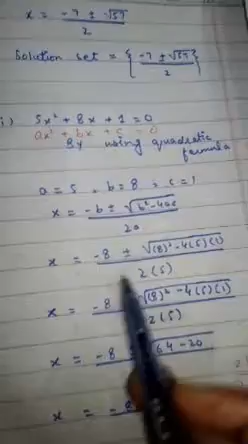 x = -7 ± √57 / 2
Solution set = { -7 ± √57 / 2 }
i) 5x² + 8x + 1 = 0
ax² + bx + c = 0
By using quadratic
formula
a = 5 , b = 8 , c = 1
x = -b ± √b²-4ac / 2a
x = -8 ± √(8)²-4(5)(1) / 2(5)
x = -8 √(8)²-4(5)(1) / 2(5)
x = -8 √64-20
x = -8